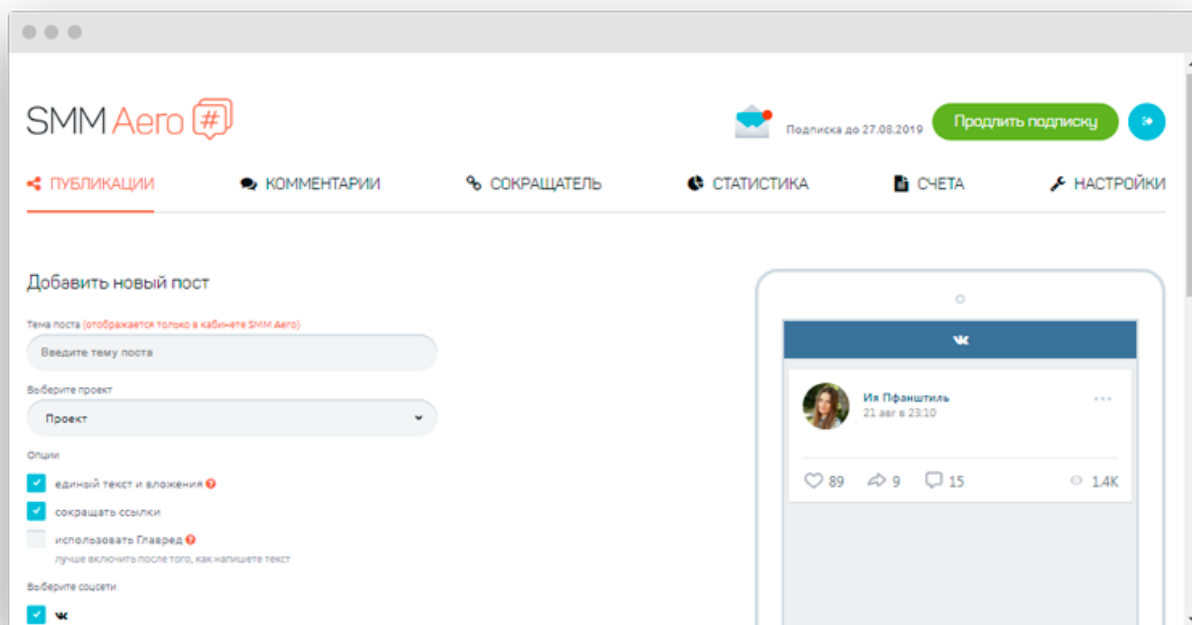 SMM Aero #
Подписка до 27.08.2019
Продлить подписку
ПУБЛИКАЦИИ КОММЕНТАРИИ СОКРАЩАТЕЛЬ СТАТИСТИКА СЧЕТА НАСТРОЙКИ
Добавить новый пост
Тема поста (отображается только в кабинете SMM Aero)
Введите тему поста
Выберите проект
Проект
Опции
единый текст и вложения ?
сокращать ссылки
использовать Главред ?
лучше включить после того, как напишете текст
Выберите соцсети
Ия Пфанштиль
21 авг в 23:10
89 9 15 1.4K